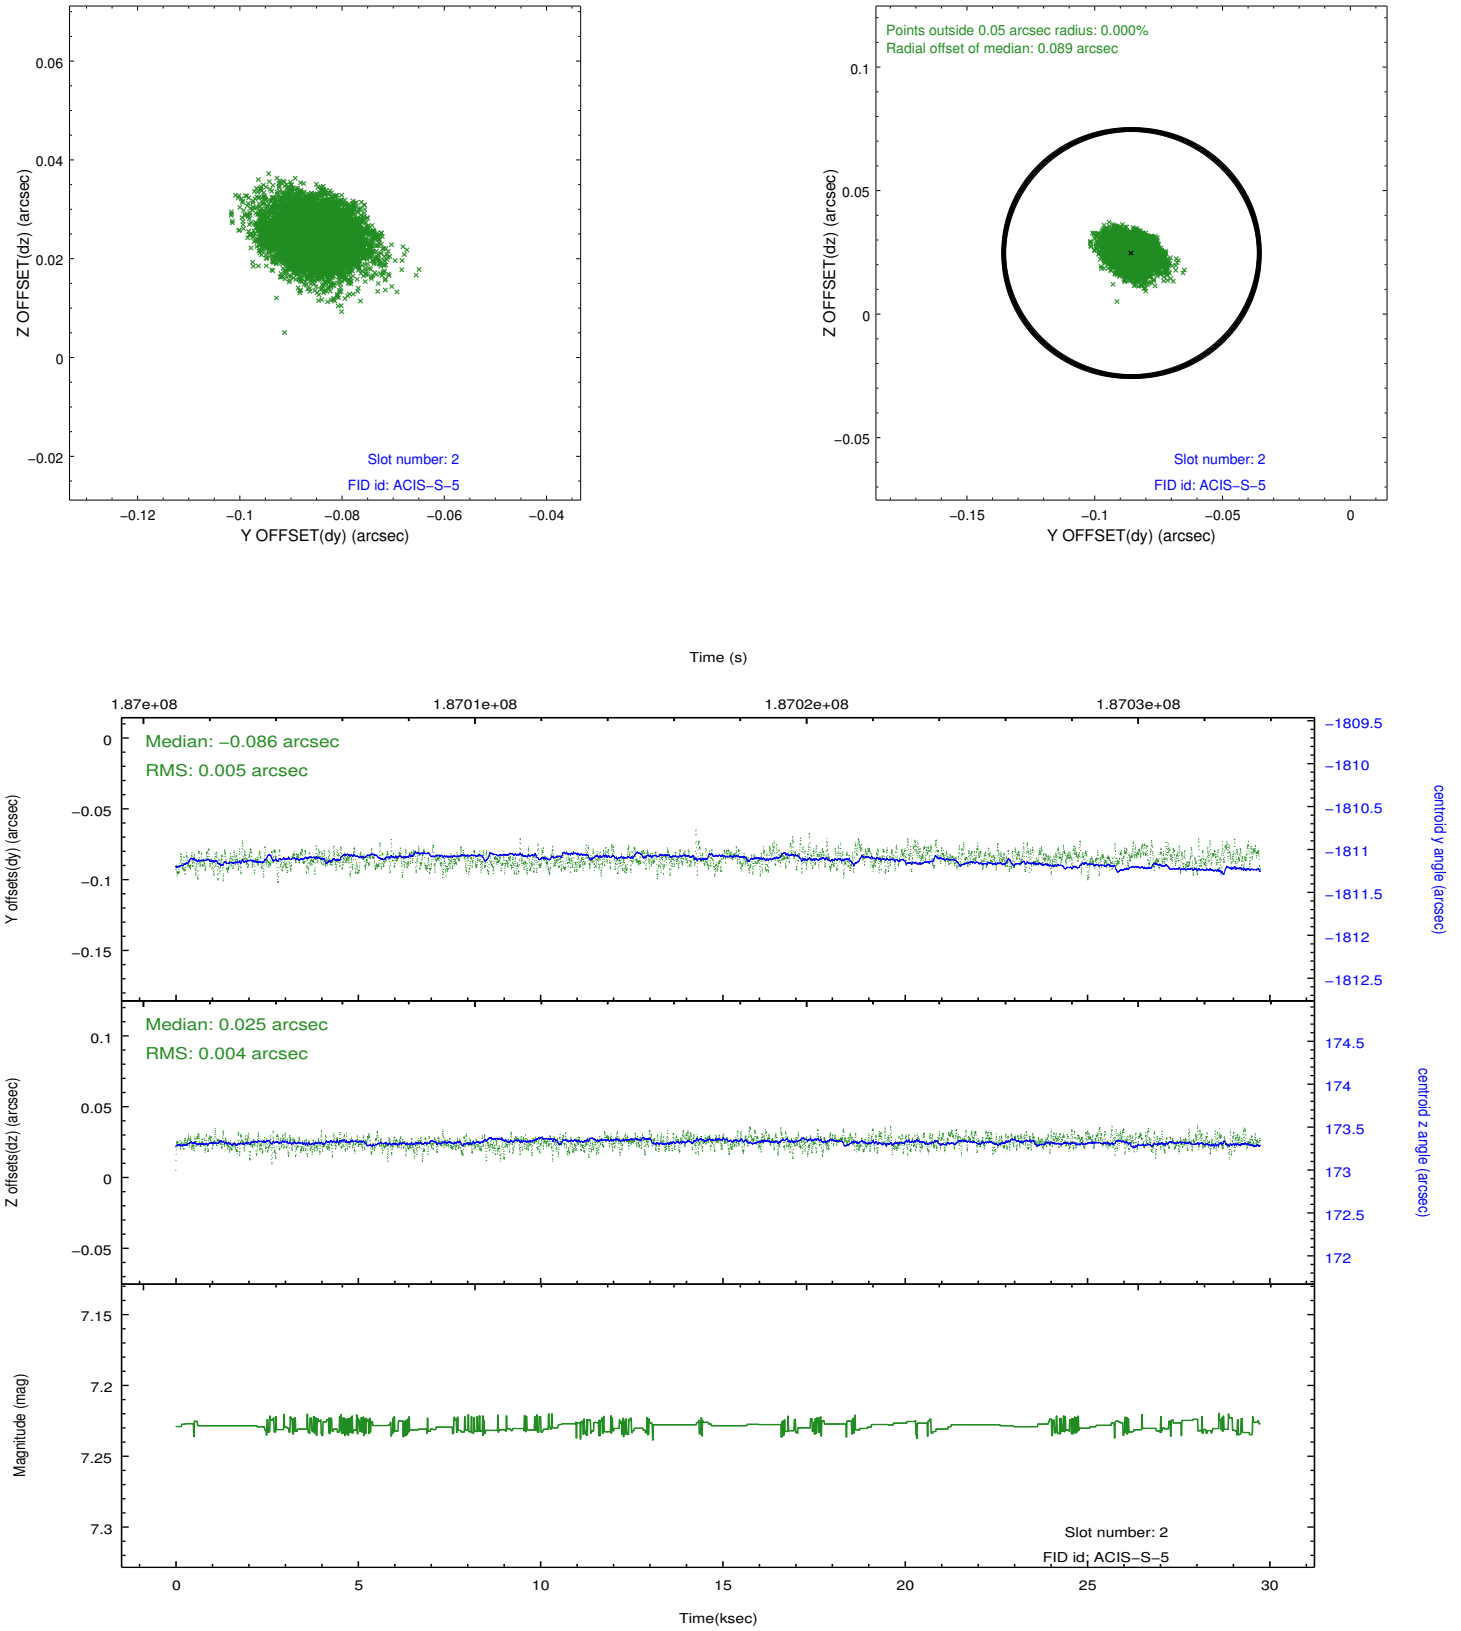 0.06
0.04
0.02
0
−0.02
Z OFFSET(dz) (arcsec)
Slot number: 2
FID id: ACIS−S−5
−0.12
−0.1
−0.08
−0.06
−0.04
Y OFFSET(dy) (arcsec)
Points outside 0.05 arcsec radius: 0.000%
Radial offset of median: 0.089 arcsec
0.1
0.05
0
−0.05
Z OFFSET(dz) (arcsec)
Slot number: 2
FID id: ACIS−S−5
−0.15
−0.1
−0.05
0
Y OFFSET(dy) (arcsec)
Time (s)
1.87e+08
1.8701e+08
1.8702e+08
1.8703e+08
Median: −0.086 arcsec
RMS: 0.005 arcsec
0
−0.05
−0.1
−0.15
Y offsets(dy) (arcsec)
−1809.5
−1810
−1810.5
−1811
−1811.5
−1812
−1812.5
centroid y angle (arcsec)
Median: 0.025 arcsec
RMS: 0.004 arcsec
0.1
0.05
0
−0.05
Z offsets(dz) (arcsec)
174.5
174
173.5
173
172.5
172
centroid z angle (arcsec)
7.15
7.2
7.25
7.3
Magnitude (mag)
Slot number: 2
FID id: ACIS−S−5
0
5
10
15
20
25
30
Time(ksec)